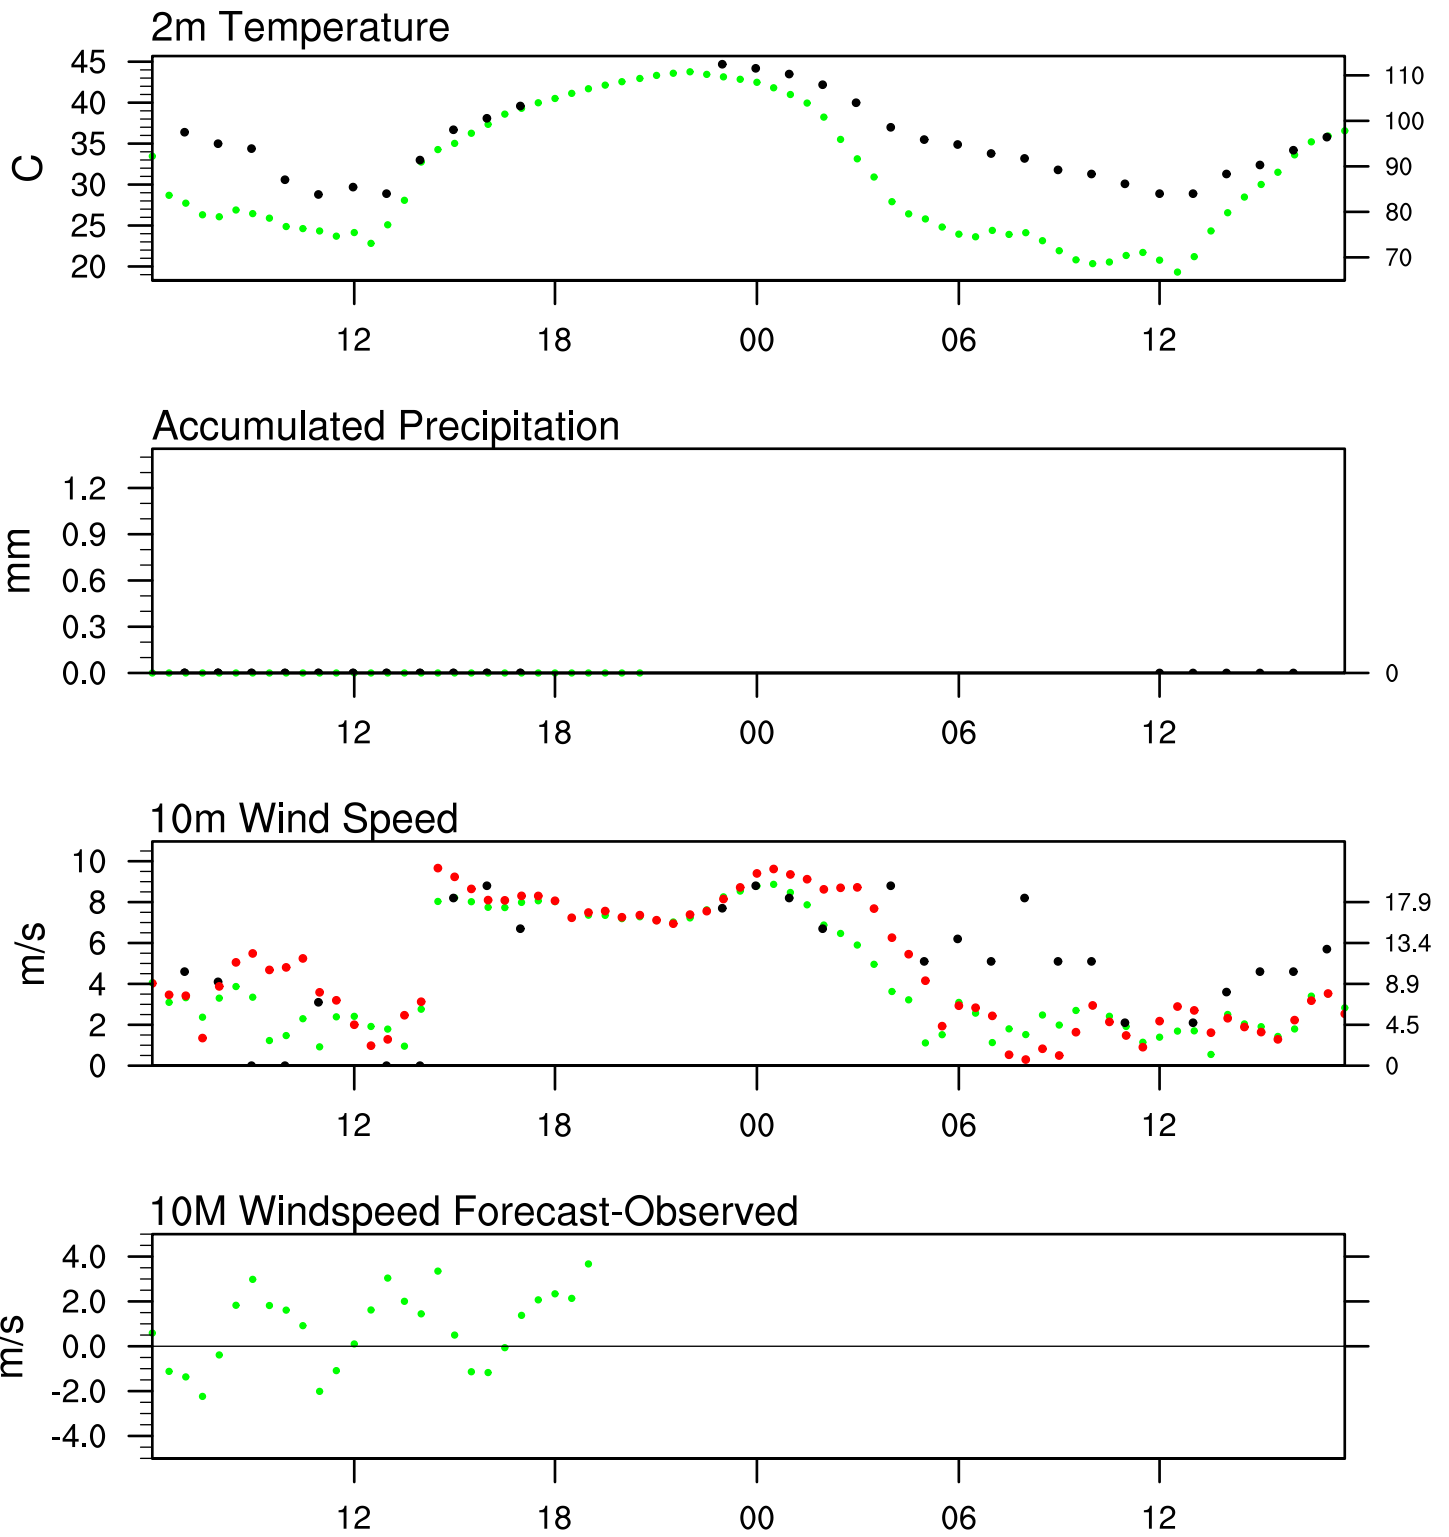 2m Temperature
C
45
40
35
30
25
20
110
100
90
80
70
12 18 00 06 12
Accumulated Precipitation
mm
1.2
0.9
0.6
0.3
0.0
0
12 18 00 06 12
10m Wind Speed
m/s
10
8
6
4
2
0
17.9
13.4
8.9
4.5
0
12 18 00 06 12
10M Windspeed Forecast-Observed
m/s
4.0
2.0
0.0
-2.0
-4.0
12 18 00 06 12